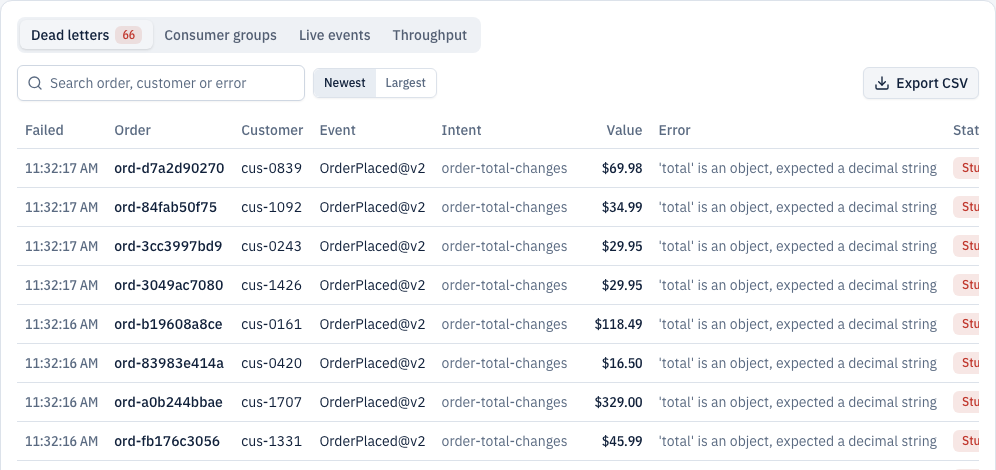 Dead letters 66 Consumer groups Live events Throughput
Search order, customer or error Newest Largest Export CSV
Failed Order Customer Event Intent Value Error Stat
11:32:17 AM ord-d7a2d90270 cus-0839 OrderPlaced@v2 order-total-changes $69.98 'total' is an object, expected a decimal string Stu
11:32:17 AM ord-84fab50f75 cus-1092 OrderPlaced@v2 order-total-changes $34.99 'total' is an object, expected a decimal string Stu
11:32:17 AM ord-3cc3997bd9 cus-0243 OrderPlaced@v2 order-total-changes $29.95 'total' is an object, expected a decimal string Stu
11:32:17 AM ord-3049ac7080 cus-1426 OrderPlaced@v2 order-total-changes $29.95 'total' is an object, expected a decimal string Stu
11:32:16 AM ord-b19608a8ce cus-0161 OrderPlaced@v2 order-total-changes $118.49 'total' is an object, expected a decimal string Stu
11:32:16 AM ord-83983e414a cus-0420 OrderPlaced@v2 order-total-changes $16.50 'total' is an object, expected a decimal string Stu
11:32:16 AM ord-a0b244bbae cus-1707 OrderPlaced@v2 order-total-changes $329.00 'total' is an object, expected a decimal string Stu
11:32:16 AM ord-fb176c3056 cus-1331 OrderPlaced@v2 order-total-changes $45.99 'total' is an object, expected a decimal string Stu